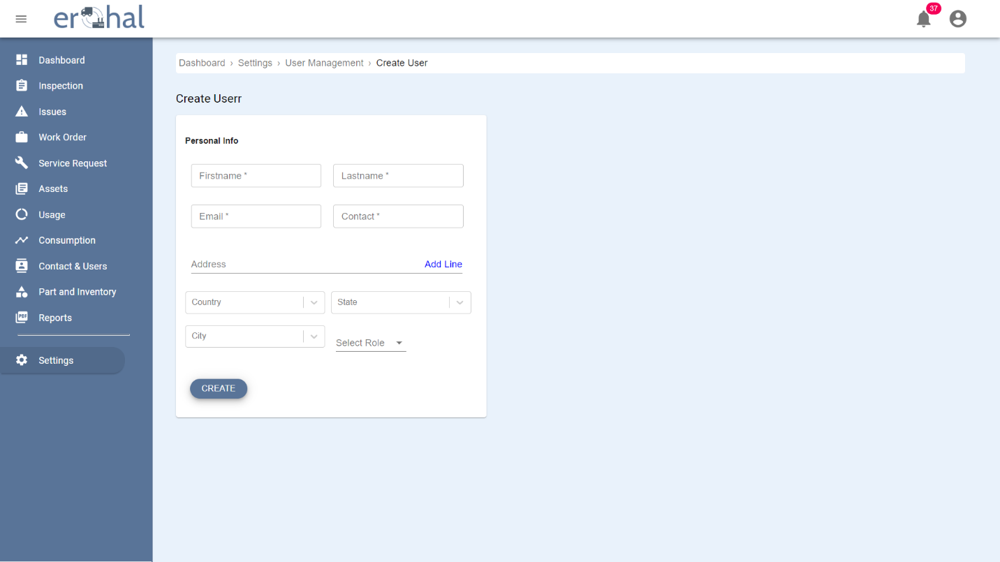 er hal
37
Dashboard
Inspection
Issues
Work Order
Service Request
Assets
Usage
Consumption
Contact & Users
Part and Inventory
PDF
Reports
Settings
Dashboard › Settings › User Management › Create User
Create Userr
Personal Info
Firstname * Lastname *
Email * Contact *
Address Add Line
Country State
City Select Role
CREATE